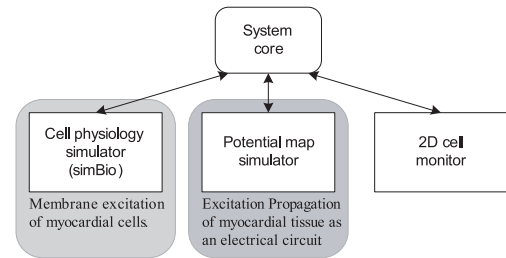 System
core
Cell physiology
simulator
(simBio)
Membrane excitation
of myocardial cells.
Potential map
simulator
Excitation Propagation
of myocardial tissue as
an electrical circuit
2D cell
monitor